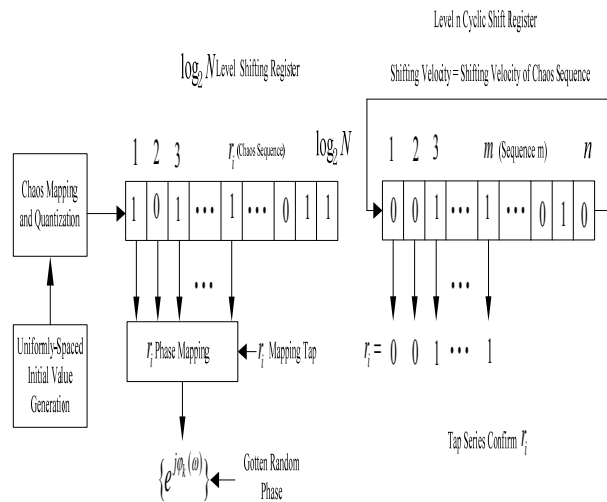 Level n Cyclic Shift Register
log₂ N Level Shifting Register
Shifting Velocity = Shifting Velocity of Chaos Sequence
1 2 3 rᵢ (Chaos Sequence) log₂ N
1 2 3 m (Sequence m) n
Chaos Mapping
and Quantization
1 0 1 ··· 1 ··· 0 1 1
0 0 1 ··· 1 ··· 0 1 0
···
···
Uniformly-Spaced
Initial Value
Generation
rᵢ Phase Mapping
rᵢ Mapping Tap
rᵢ = 0 0 1 ··· 1
Tap Series Confirm rᵢ
{e^{jφₖ(ω)}}
Gotten Random
Phase